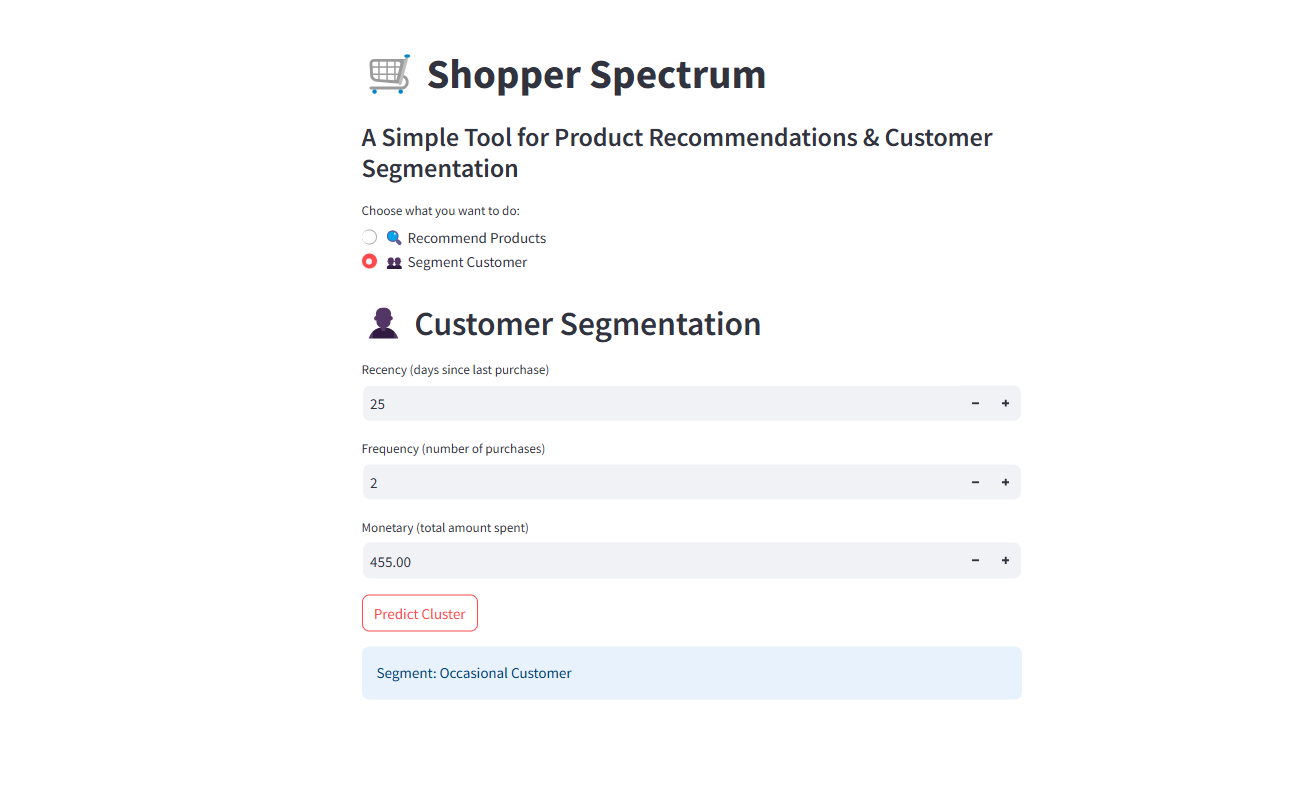 Shopper Spectrum
A Simple Tool for Product Recommendations & Customer
Segmentation
Choose what you want to do:
Recommend Products
Segment Customer
Customer Segmentation
Recency (days since last purchase)
25
Frequency (number of purchases)
2
Monetary (total amount spent)
455.00
Predict Cluster
Segment: Occasional Customer